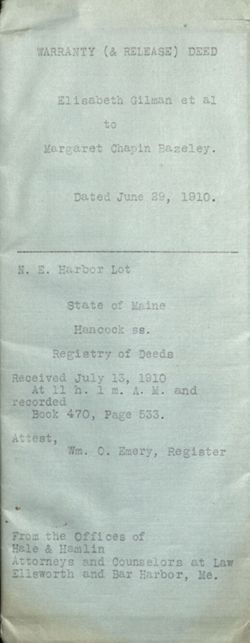 WARRANTY (& RELEASE) DEED
Elisabeth Gilman et al
to
Margaret Chapin Bazeley.
Dated June 29, 1910.
N. E. Harbor Lot
State of Maine
Hancock ss.
Registry of Deeds
Received July 13, 1910
At 11 h. 1 m. A. M. and
recorded
Book 470, Page 533.
Attest,
Wm. O. Emery, Register
From the Offices of
Hale & Hamlin
Attorneys and Counselors at Law
Ellsworth and Bar Harbor, Me.